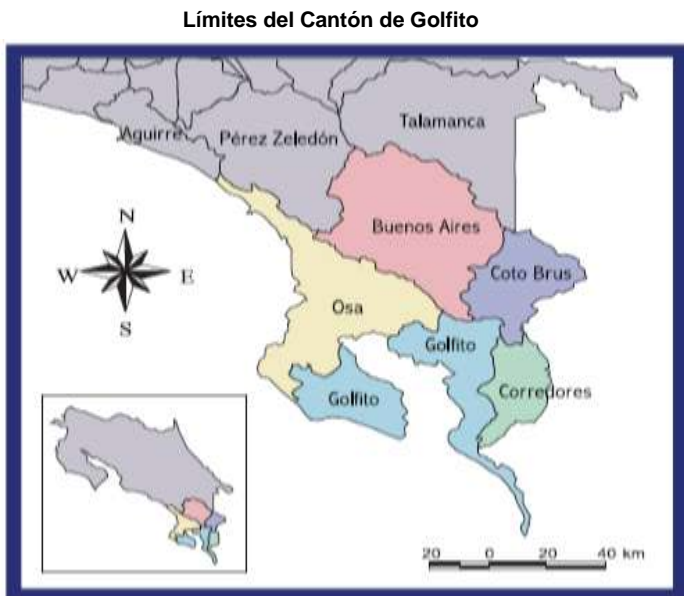 Límites del Cantón de Golfito
Aguirre
Pérez Zeledón
Talamanca
Buenos Aires
Coto Brus
N
W
E
S
Osa
Golfito
Golfito
Corredores
20 0 20 40 km